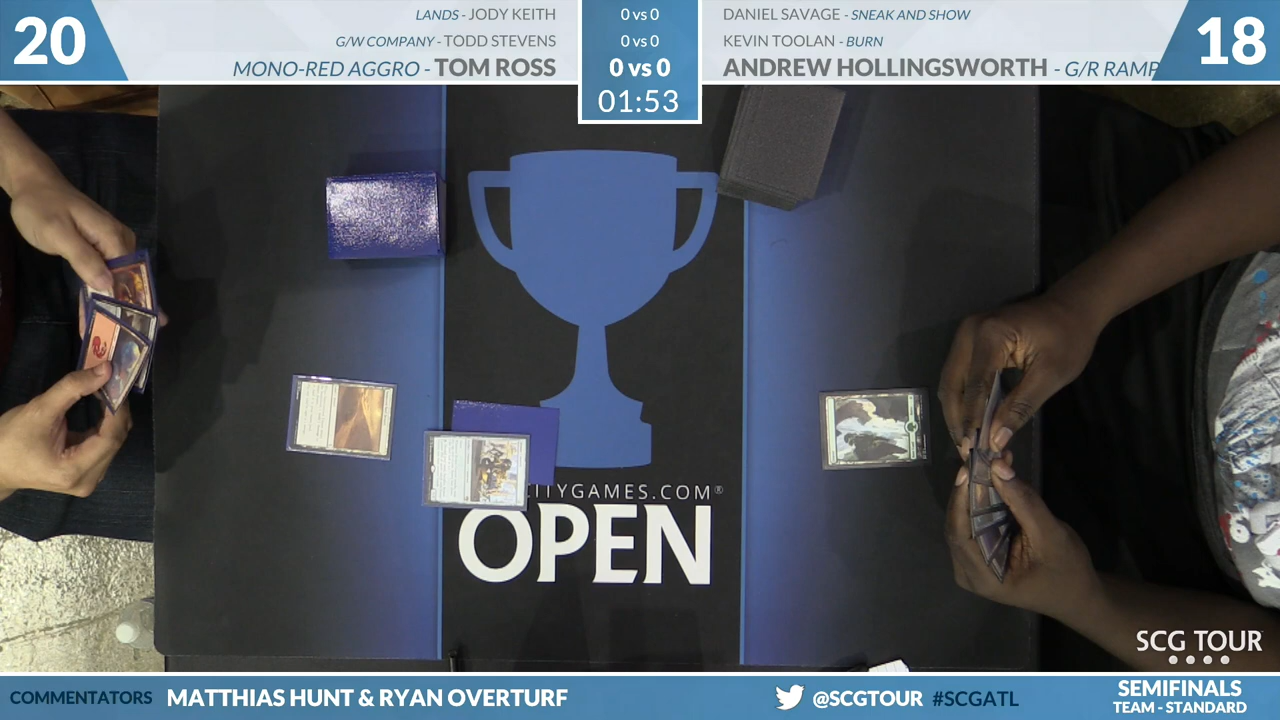 20
LANDS - JODY KEITH
G/W COMPANY - TODD STEVENS
MONO-RED AGGRO - TOM ROSS
0 vs 0
0 vs 0
0 vs 0
01:53
DANIEL SAVAGE - SNEAK AND SHOW
KEVIN TOOLAN - BURN
ANDREW HOLLINGSWORTH - G/R RAMP
18
CITYGAMES.COM®
OPEN
SCG TOUR
COMMENTATORS MATTHIAS HUNT & RYAN OVERTURF
@SCGTOUR #SCGATL
SEMIFINALS
TEAM - STANDARD